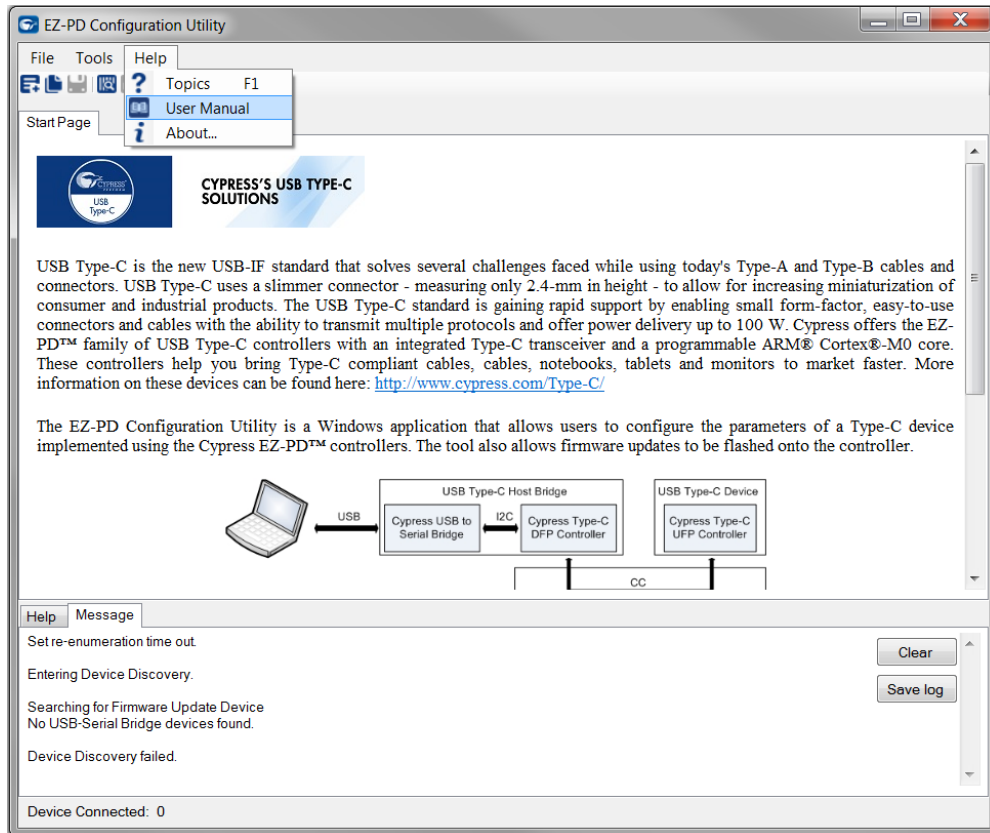 EZ-PD Configuration Utility
File Tools Help
Topics F1
User Manual
About...
Start Page
CYPRESS
PERFORM
USB
Type-C
CYPRESS'S USB TYPE-C
SOLUTIONS
USB Type-C is the new USB-IF standard that solves several challenges faced while using today's Type-A and Type-B cables and
connectors. USB Type-C uses a slimmer connector - measuring only 2.4-mm in height - to allow for increasing miniaturization of
consumer and industrial products. The USB Type-C standard is gaining rapid support by enabling small form-factor, easy-to-use
connectors and cables with the ability to transmit multiple protocols and offer power delivery up to 100 W. Cypress offers the EZ-
PD™ family of USB Type-C controllers with an integrated Type-C transceiver and a programmable ARM® Cortex®-M0 core.
These controllers help you bring Type-C compliant cables, cables, notebooks, tablets and monitors to market faster. More
information on these devices can be found here: http://www.cypress.com/Type-C/
The EZ-PD Configuration Utility is a Windows application that allows users to configure the parameters of a Type-C device
implemented using the Cypress EZ-PD™ controllers. The tool also allows firmware updates to be flashed onto the controller.
USB Type-C Host Bridge
USB Type-C Device
USB
Cypress USB to
Serial Bridge
I2C
Cypress Type-C
DFP Controller
Cypress Type-C
UFP Controller
CC
Help Message
Set re-enumeration time out.
Clear
Entering Device Discovery.
Save log
Searching for Firmware Update Device
No USB-Serial Bridge devices found.
Device Discovery failed.
Device Connected: 0